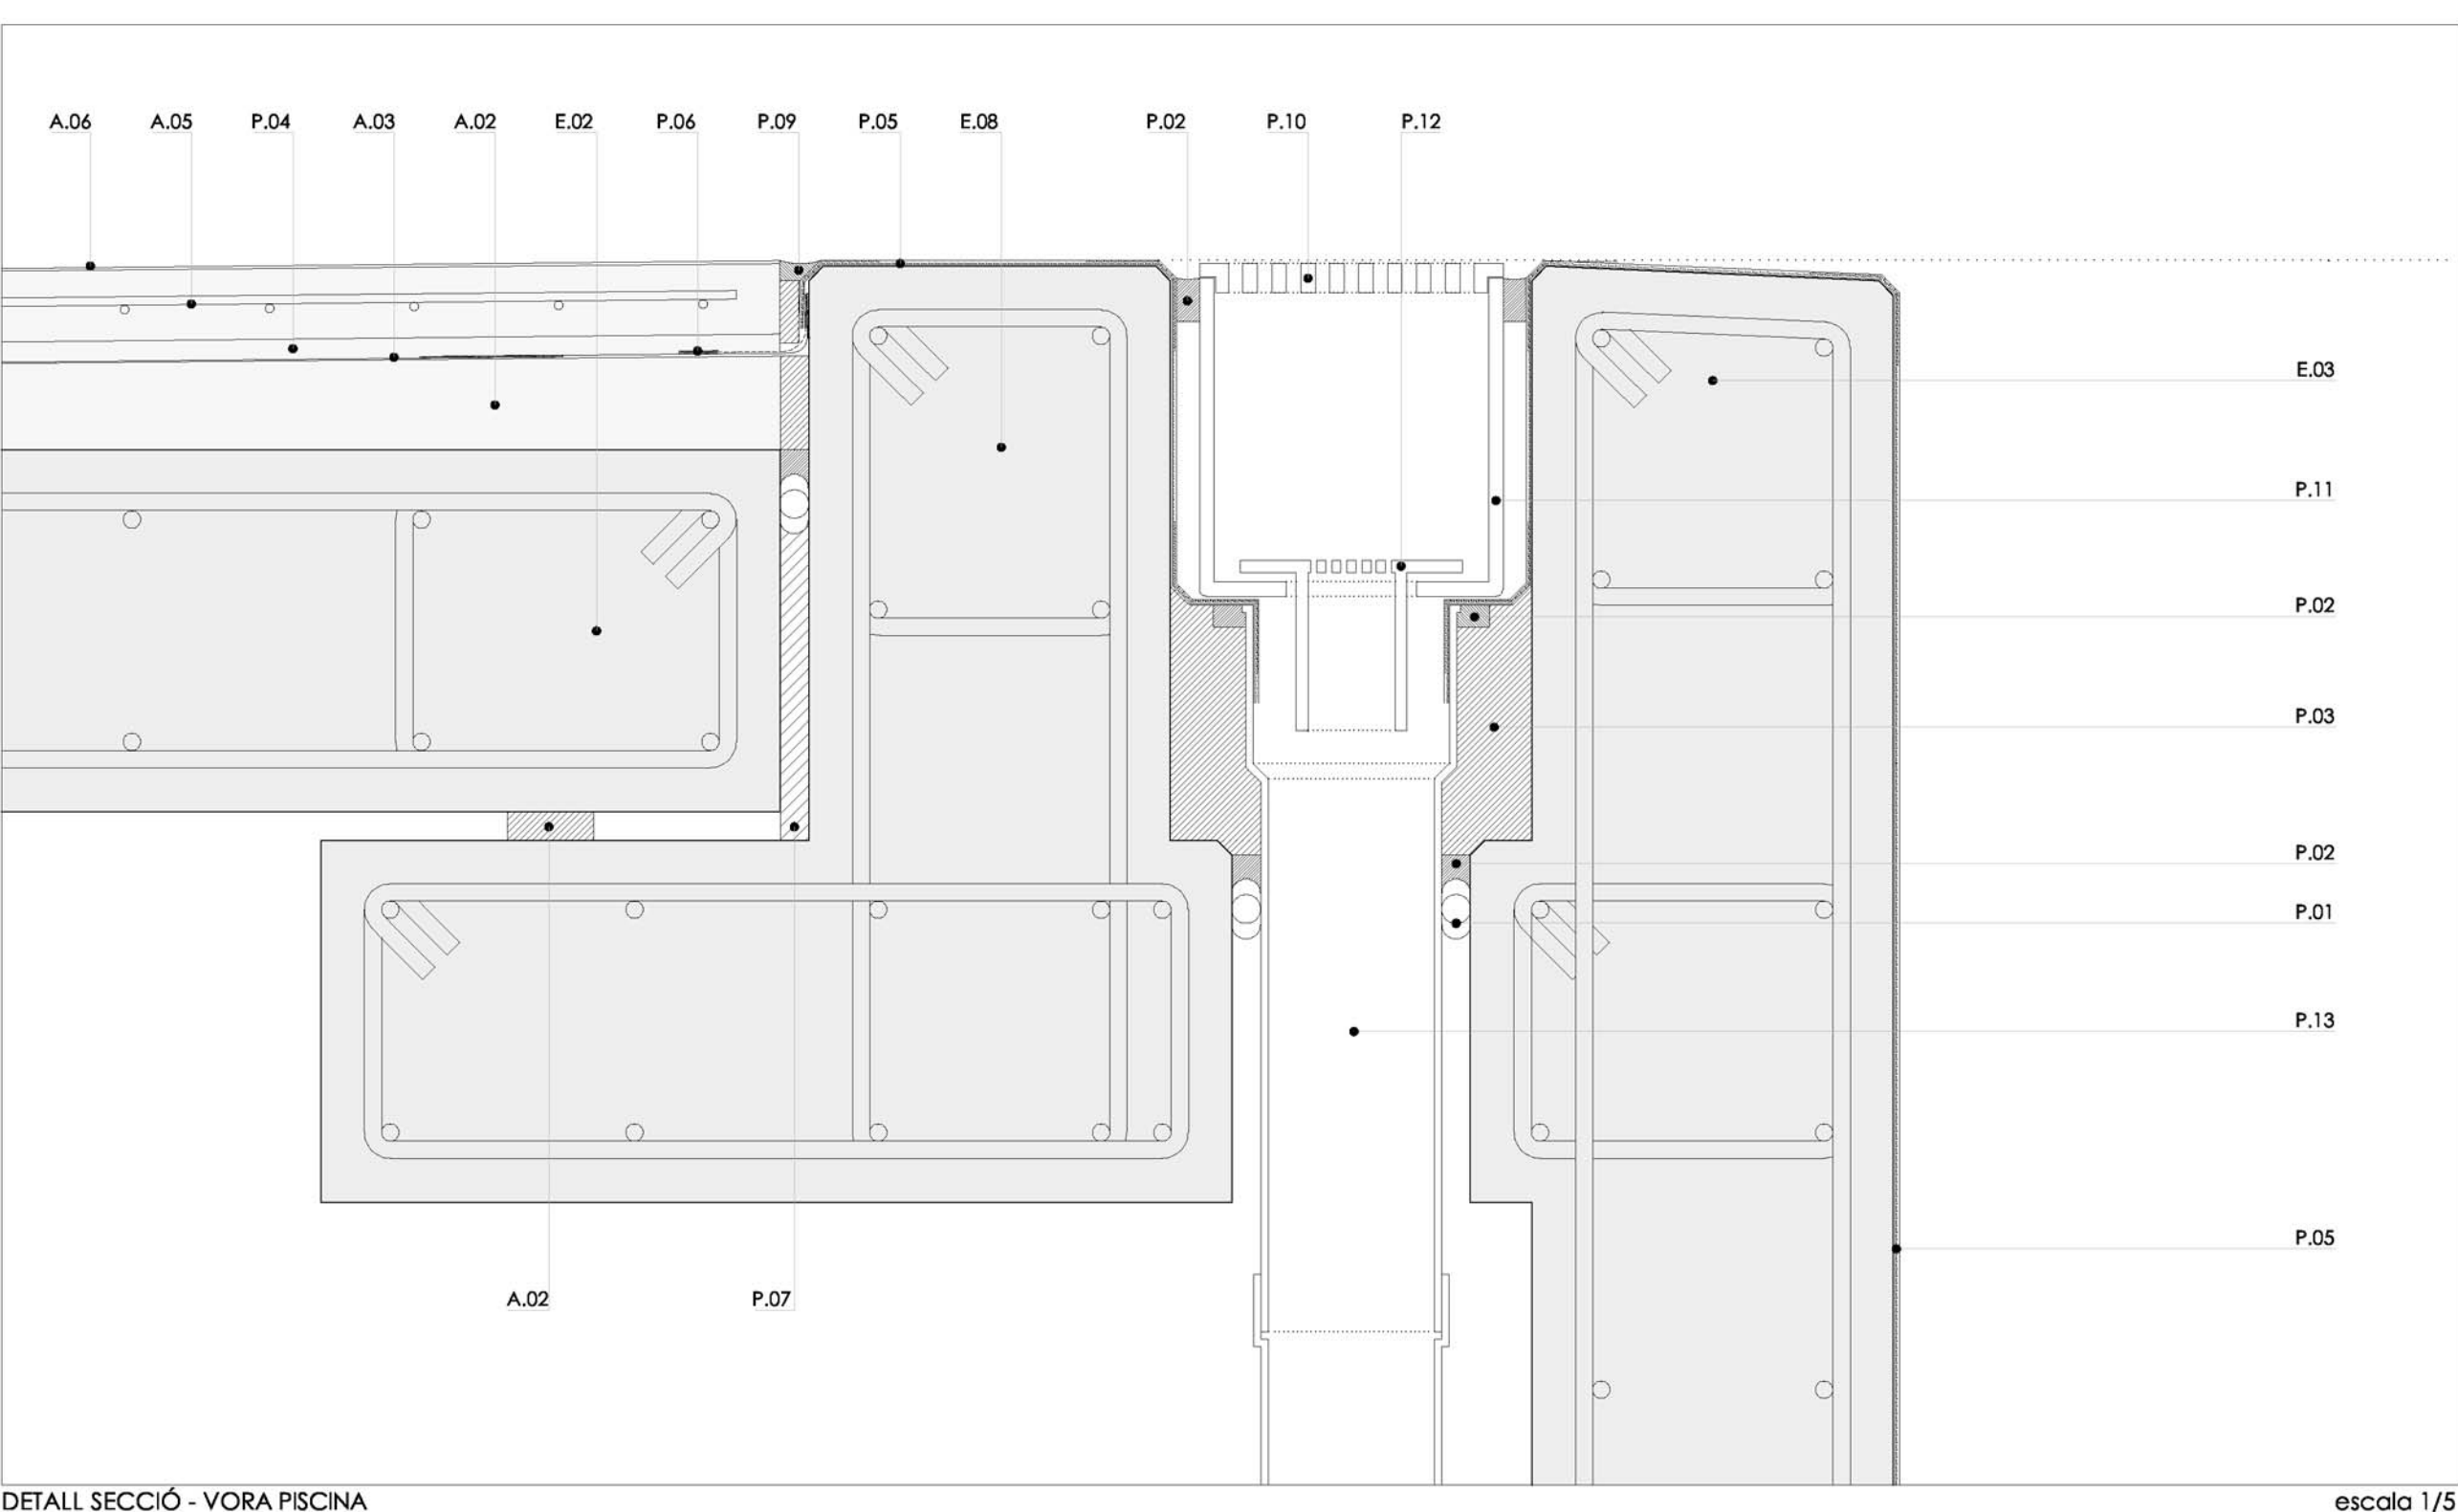 A.06 A.05 P.04 A.03 A.02 E.02 P.06 P.09 P.05 E.08 P.02 P.10 P.12
E.03
P.11
P.02
P.03
P.02
P.01
P.13
P.05
A.02 P.07
DETALL SECCIÓ - VORA PISCINA escala 1/5